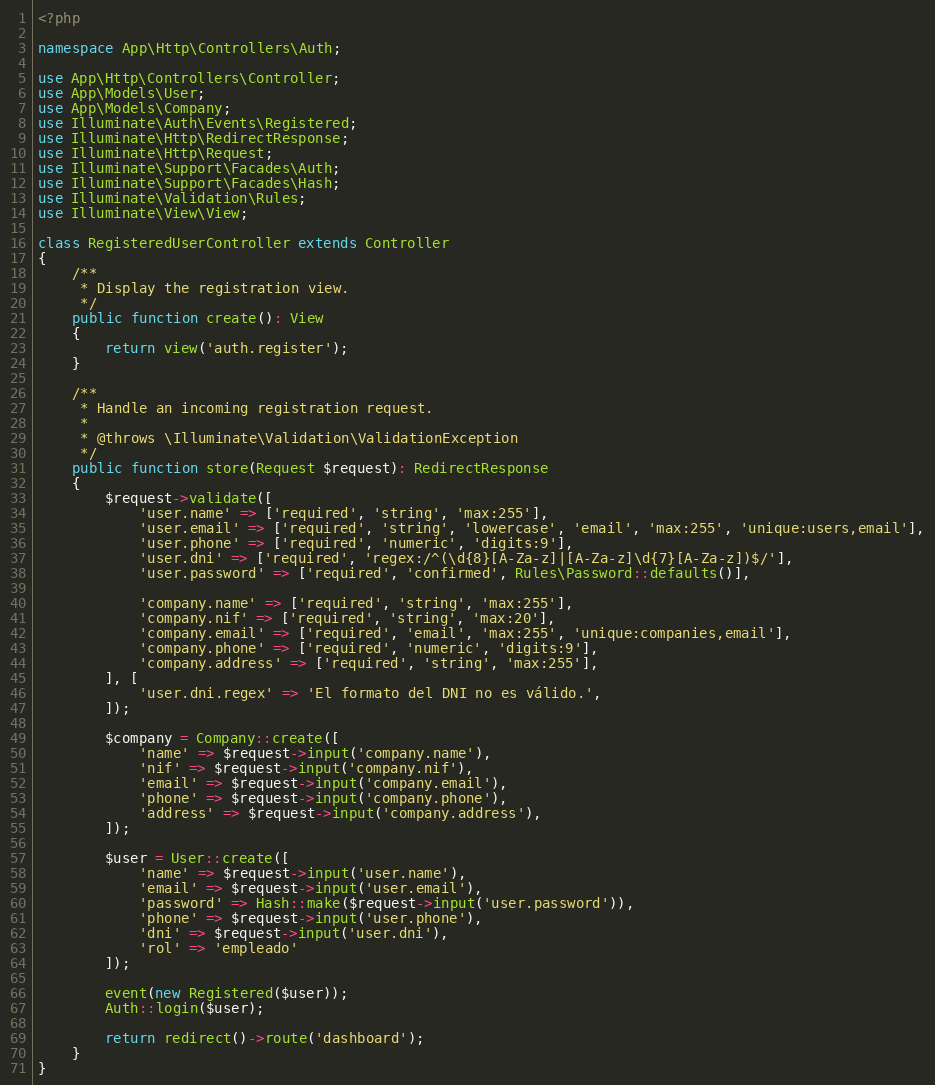 1 <?php
2
3 namespace App\Http\Controllers\Auth;
4
5 use App\Http\Controllers\Controller;
6 use App\Models\User;
7 use App\Models\Company;
8 use Illuminate\Auth\Events\Registered;
9 use Illuminate\Http\RedirectResponse;
10 use Illuminate\Http\Request;
11 use Illuminate\Support\Facades\Auth;
12 use Illuminate\Support\Facades\Hash;
13 use Illuminate\Validation\Rules;
14 use Illuminate\View\View;
15
16 class RegisteredUserController extends Controller
17 {
18     /**
19      * Display the registration view.
20      */
21     public function create(): View
22     {
23         return view('auth.register');
24     }
25
26     /**
27      * Handle an incoming registration request.
28      *
29      * @throws \Illuminate\Validation\ValidationException
30      */
31     public function store(Request $request): RedirectResponse
32     {
33         $request->validate([
34             'user.name' => ['required', 'string', 'max:255'],
35             'user.email' => ['required', 'string', 'lowercase', 'email', 'max:255', 'unique:users,email'],
36             'user.phone' => ['required', 'numeric', 'digits:9'],
37             'user.dni' => ['required', 'regex:/^(\d{8}[A-Za-z]|[A-Za-z]\d{7}[A-Za-z])$/'],
38             'user.password' => ['required', 'confirmed', Rules\Password::defaults()],
39
40             'company.name' => ['required', 'string', 'max:255'],
41             'company.nif' => ['required', 'string', 'max:20'],
42             'company.email' => ['required', 'email', 'max:255', 'unique:companies,email'],
43             'company.phone' => ['required', 'numeric', 'digits:9'],
44             'company.address' => ['required', 'string', 'max:255'],
45         ], [
46             'user.dni.regex' => 'El formato del DNI no es válido.',
47         ]);
48
49         $company = Company::create([
50             'name' => $request->input('company.name'),
51             'nif' => $request->input('company.nif'),
52             'email' => $request->input('company.email'),
53             'phone' => $request->input('company.phone'),
54             'address' => $request->input('company.address'),
55         ]);
56
57         $user = User::create([
58             'name' => $request->input('user.name'),
59             'email' => $request->input('user.email'),
60             'password' => Hash::make($request->input('user.password')),
61             'phone' => $request->input('user.phone'),
62             'dni' => $request->input('user.dni'),
63             'rol' => 'empleado'
64         ]);
65
66         event(new Registered($user));
67         Auth::login($user);
68
69         return redirect()->route('dashboard');
70     }
71 }